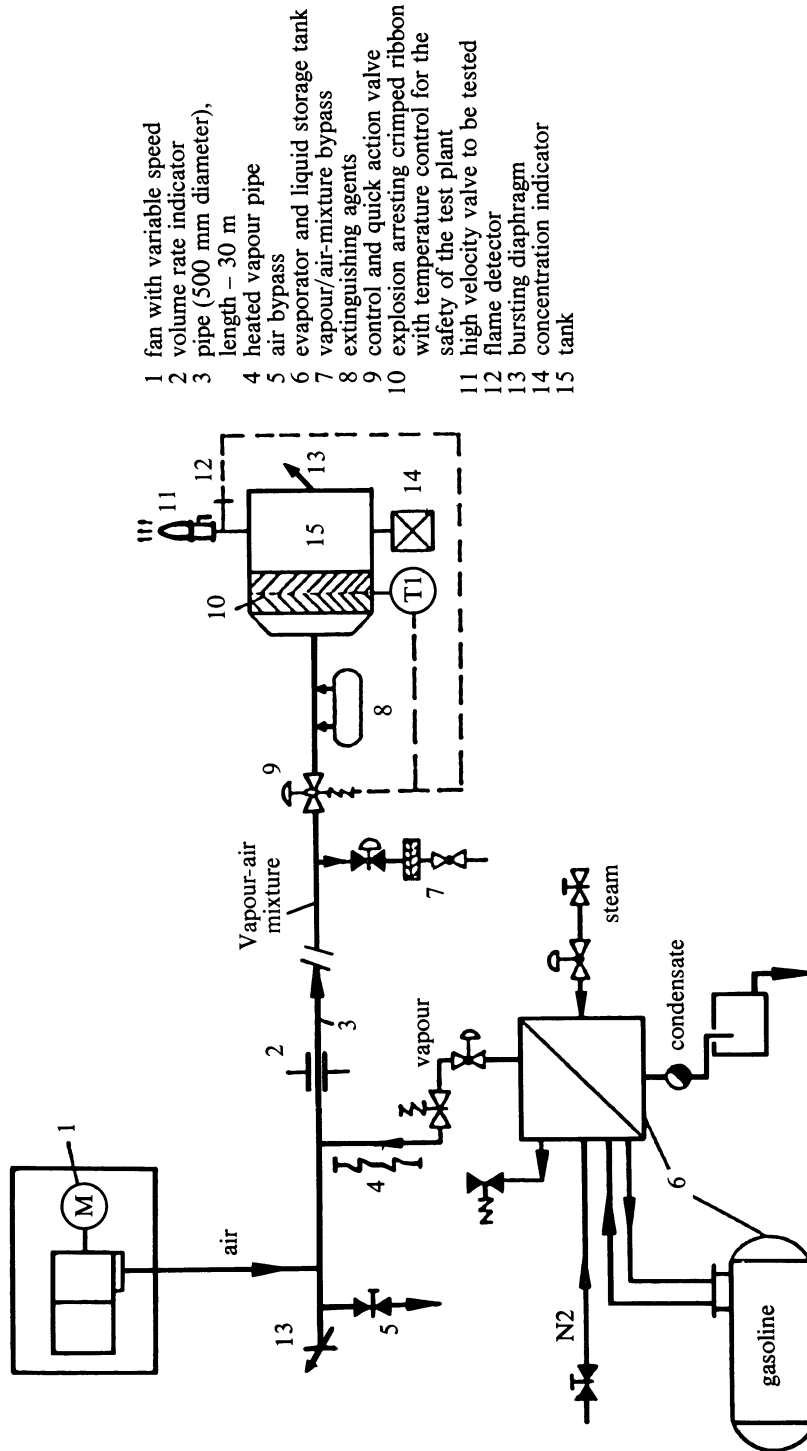 1 fan with variable speed
2 volume rate indicator
3 pipe (500 mm diameter),
length – 30 m
4 heated vapour pipe
5 air bypass
6 evaporator and liquid storage tank
7 vapour/air-mixture bypass
8 extinguishing agents
9 control and quick action valve
10 explosion arresting crimped ribbon
with temperature control for the
safety of the test plant
11 high velocity valve to be tested
12 flame detector
13 bursting diaphragm
14 concentration indicator
15 tank
11
12
13
10
15
14
T1
8
9
Vapour-air
mixture
7
2
3
1
M
air
4
vapour
steam
condensate
13
5
6
N2
gasoline